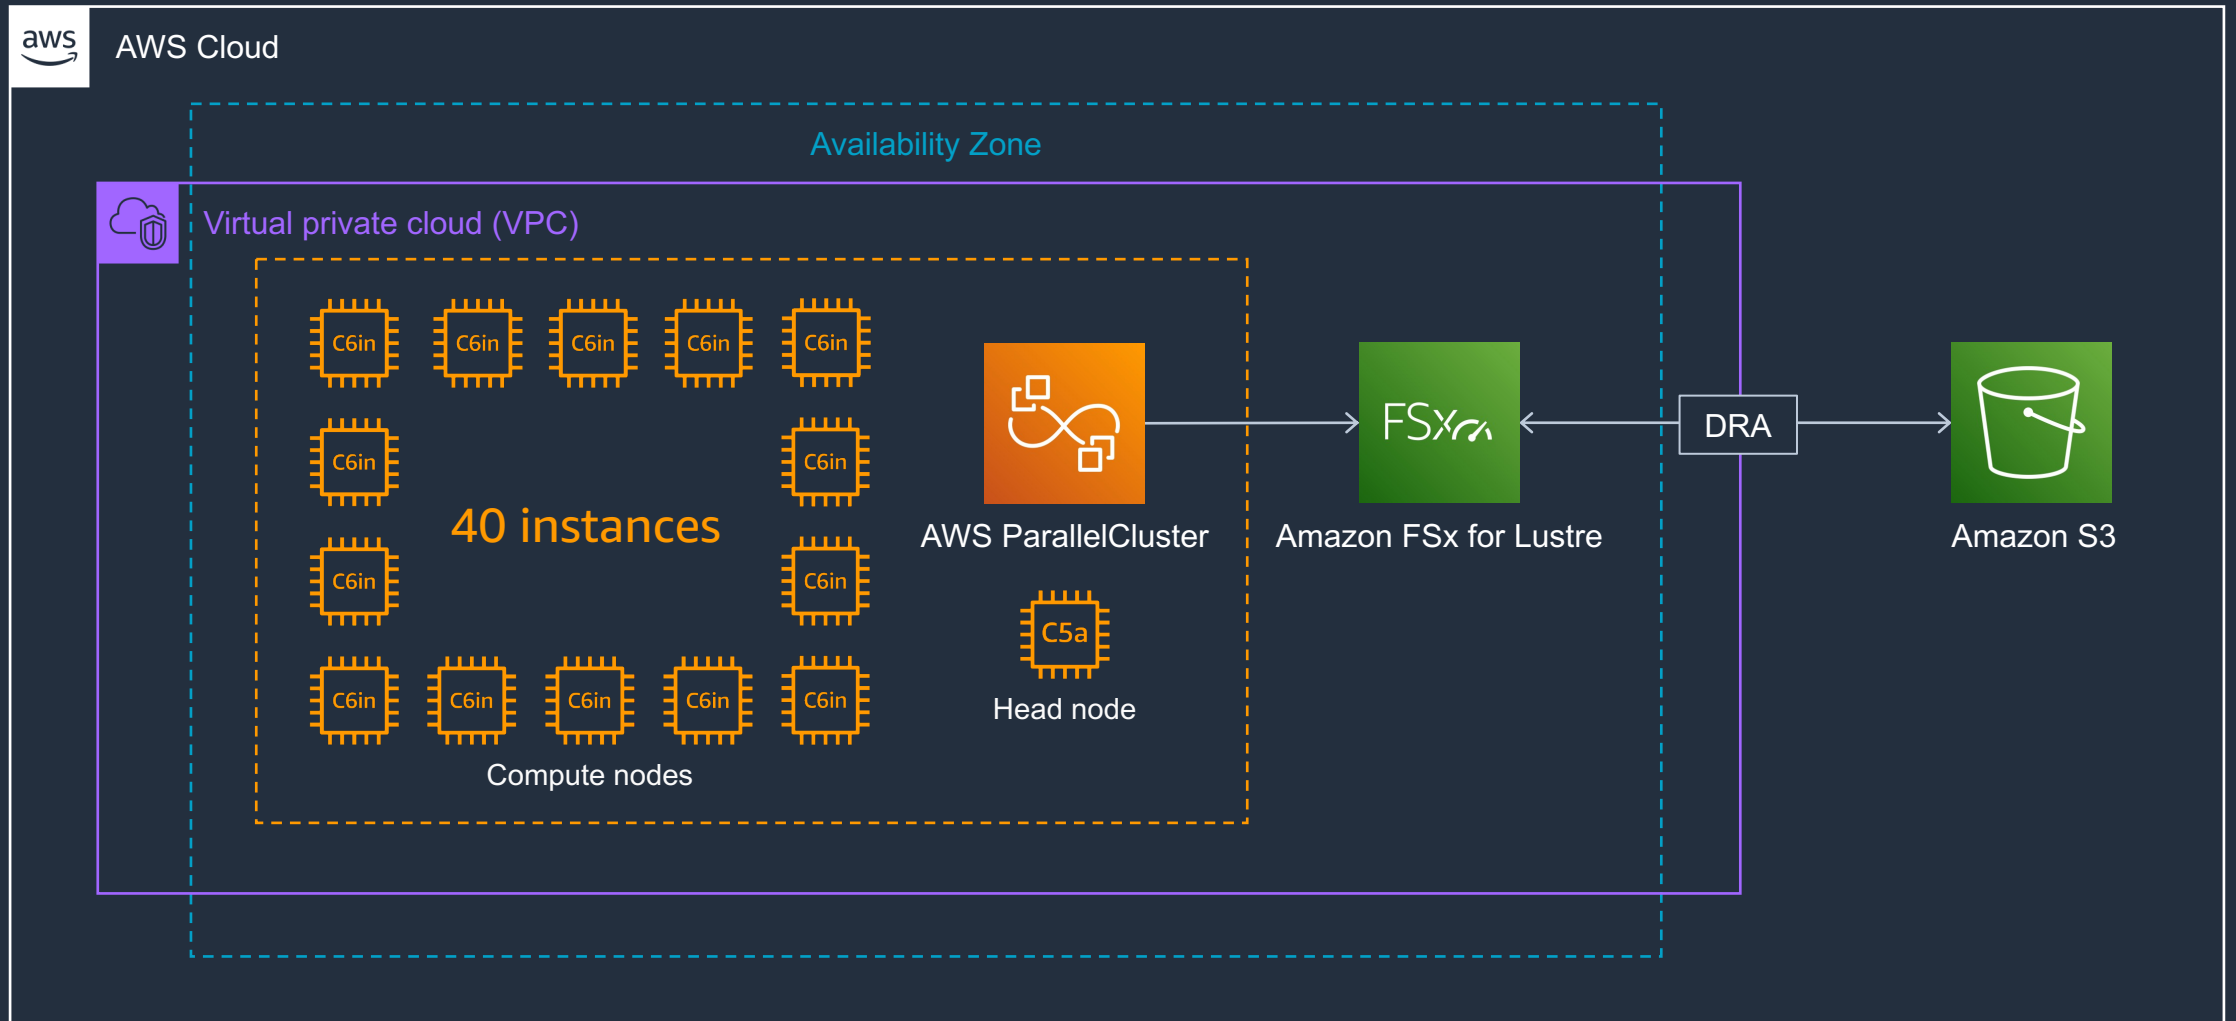 aws
AWS Cloud
Availability Zone
Virtual private cloud (VPC)
C6in C6in C6in C6in C6in
C6in C6in
40 instances
C6in C6in
C6in C6in C6in C6in C6in
Compute nodes
AWS ParallelCluster
C5a
Head node
FSx
Amazon FSx for Lustre
DRA
Amazon S3